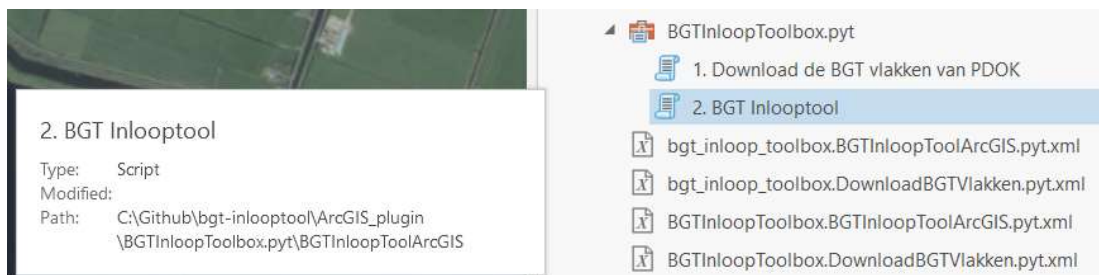 2. BGT Inlooptool
Type: Script
Modified:
Path: C:\Github\bgt-inlooptool\ArcGIS_plugin
\BGTInloopToolbox.pyt\BGTInloopToolArcGIS
BGTInloopToolbox.pyt
1. Download de BGT vlakken van PDOK
2. BGT Inlooptool
bgt_inloop_toolbox.BGTInloopToolArcGIS.pyt.xml
bgt_inloop_toolbox.DownloadBGTVlakken.pyt.xml
BGTInloopToolbox.BGTInloopToolArcGIS.pyt.xml
BGTInloopToolbox.DownloadBGTVlakken.pyt.xml